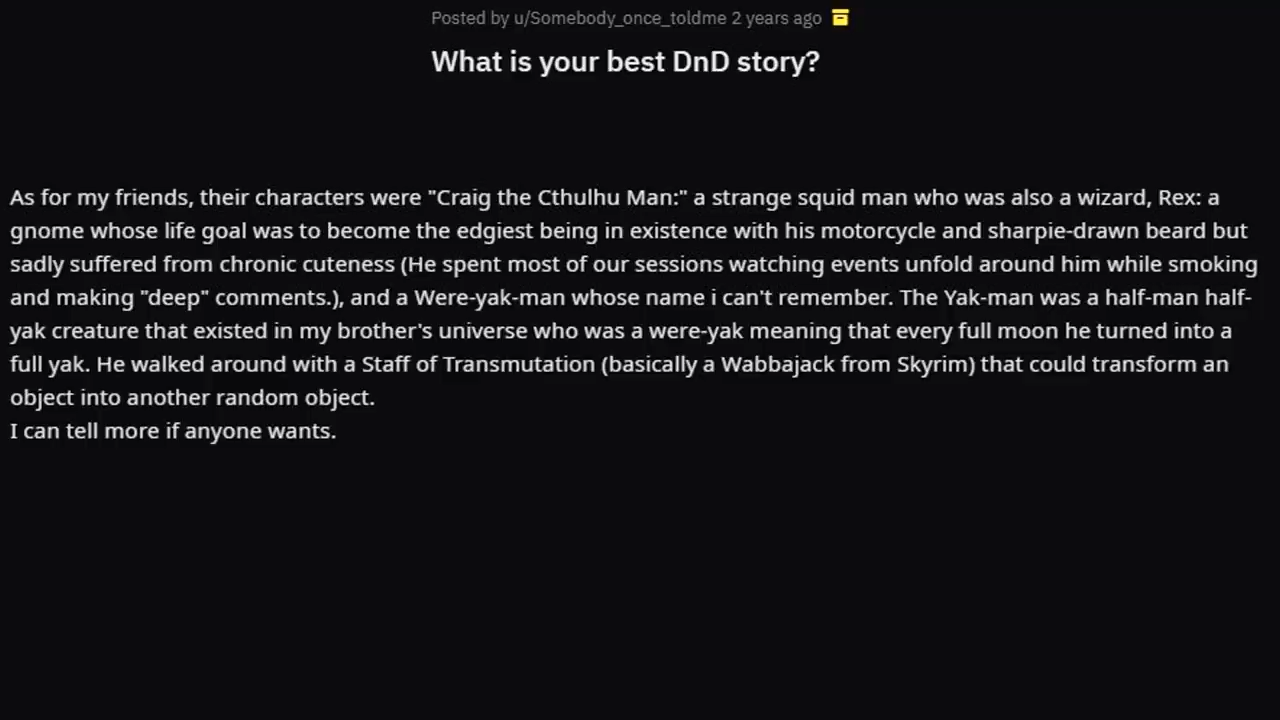 Posted by u/Somebody_once_toldme 2 years ago
What is your best DnD story?
As for my friends, their characters were "Craig the Cthulhu Man:" a strange squid man who was also a wizard, Rex: a
gnome whose life goal was to become the edgiest being in existence with his motorcycle and sharpie-drawn beard but
sadly suffered from chronic cuteness (He spent most of our sessions watching events unfold around him while smoking
and making "deep" comments.), and a Were-yak-man whose name i can't remember. The Yak-man was a half-man half-
yak creature that existed in my brother's universe who was a were-yak meaning that every full moon he turned into a
full yak. He walked around with a Staff of Transmutation (basically a Wabbajack from Skyrim) that could transform an
object into another random object.
I can tell more if anyone wants.